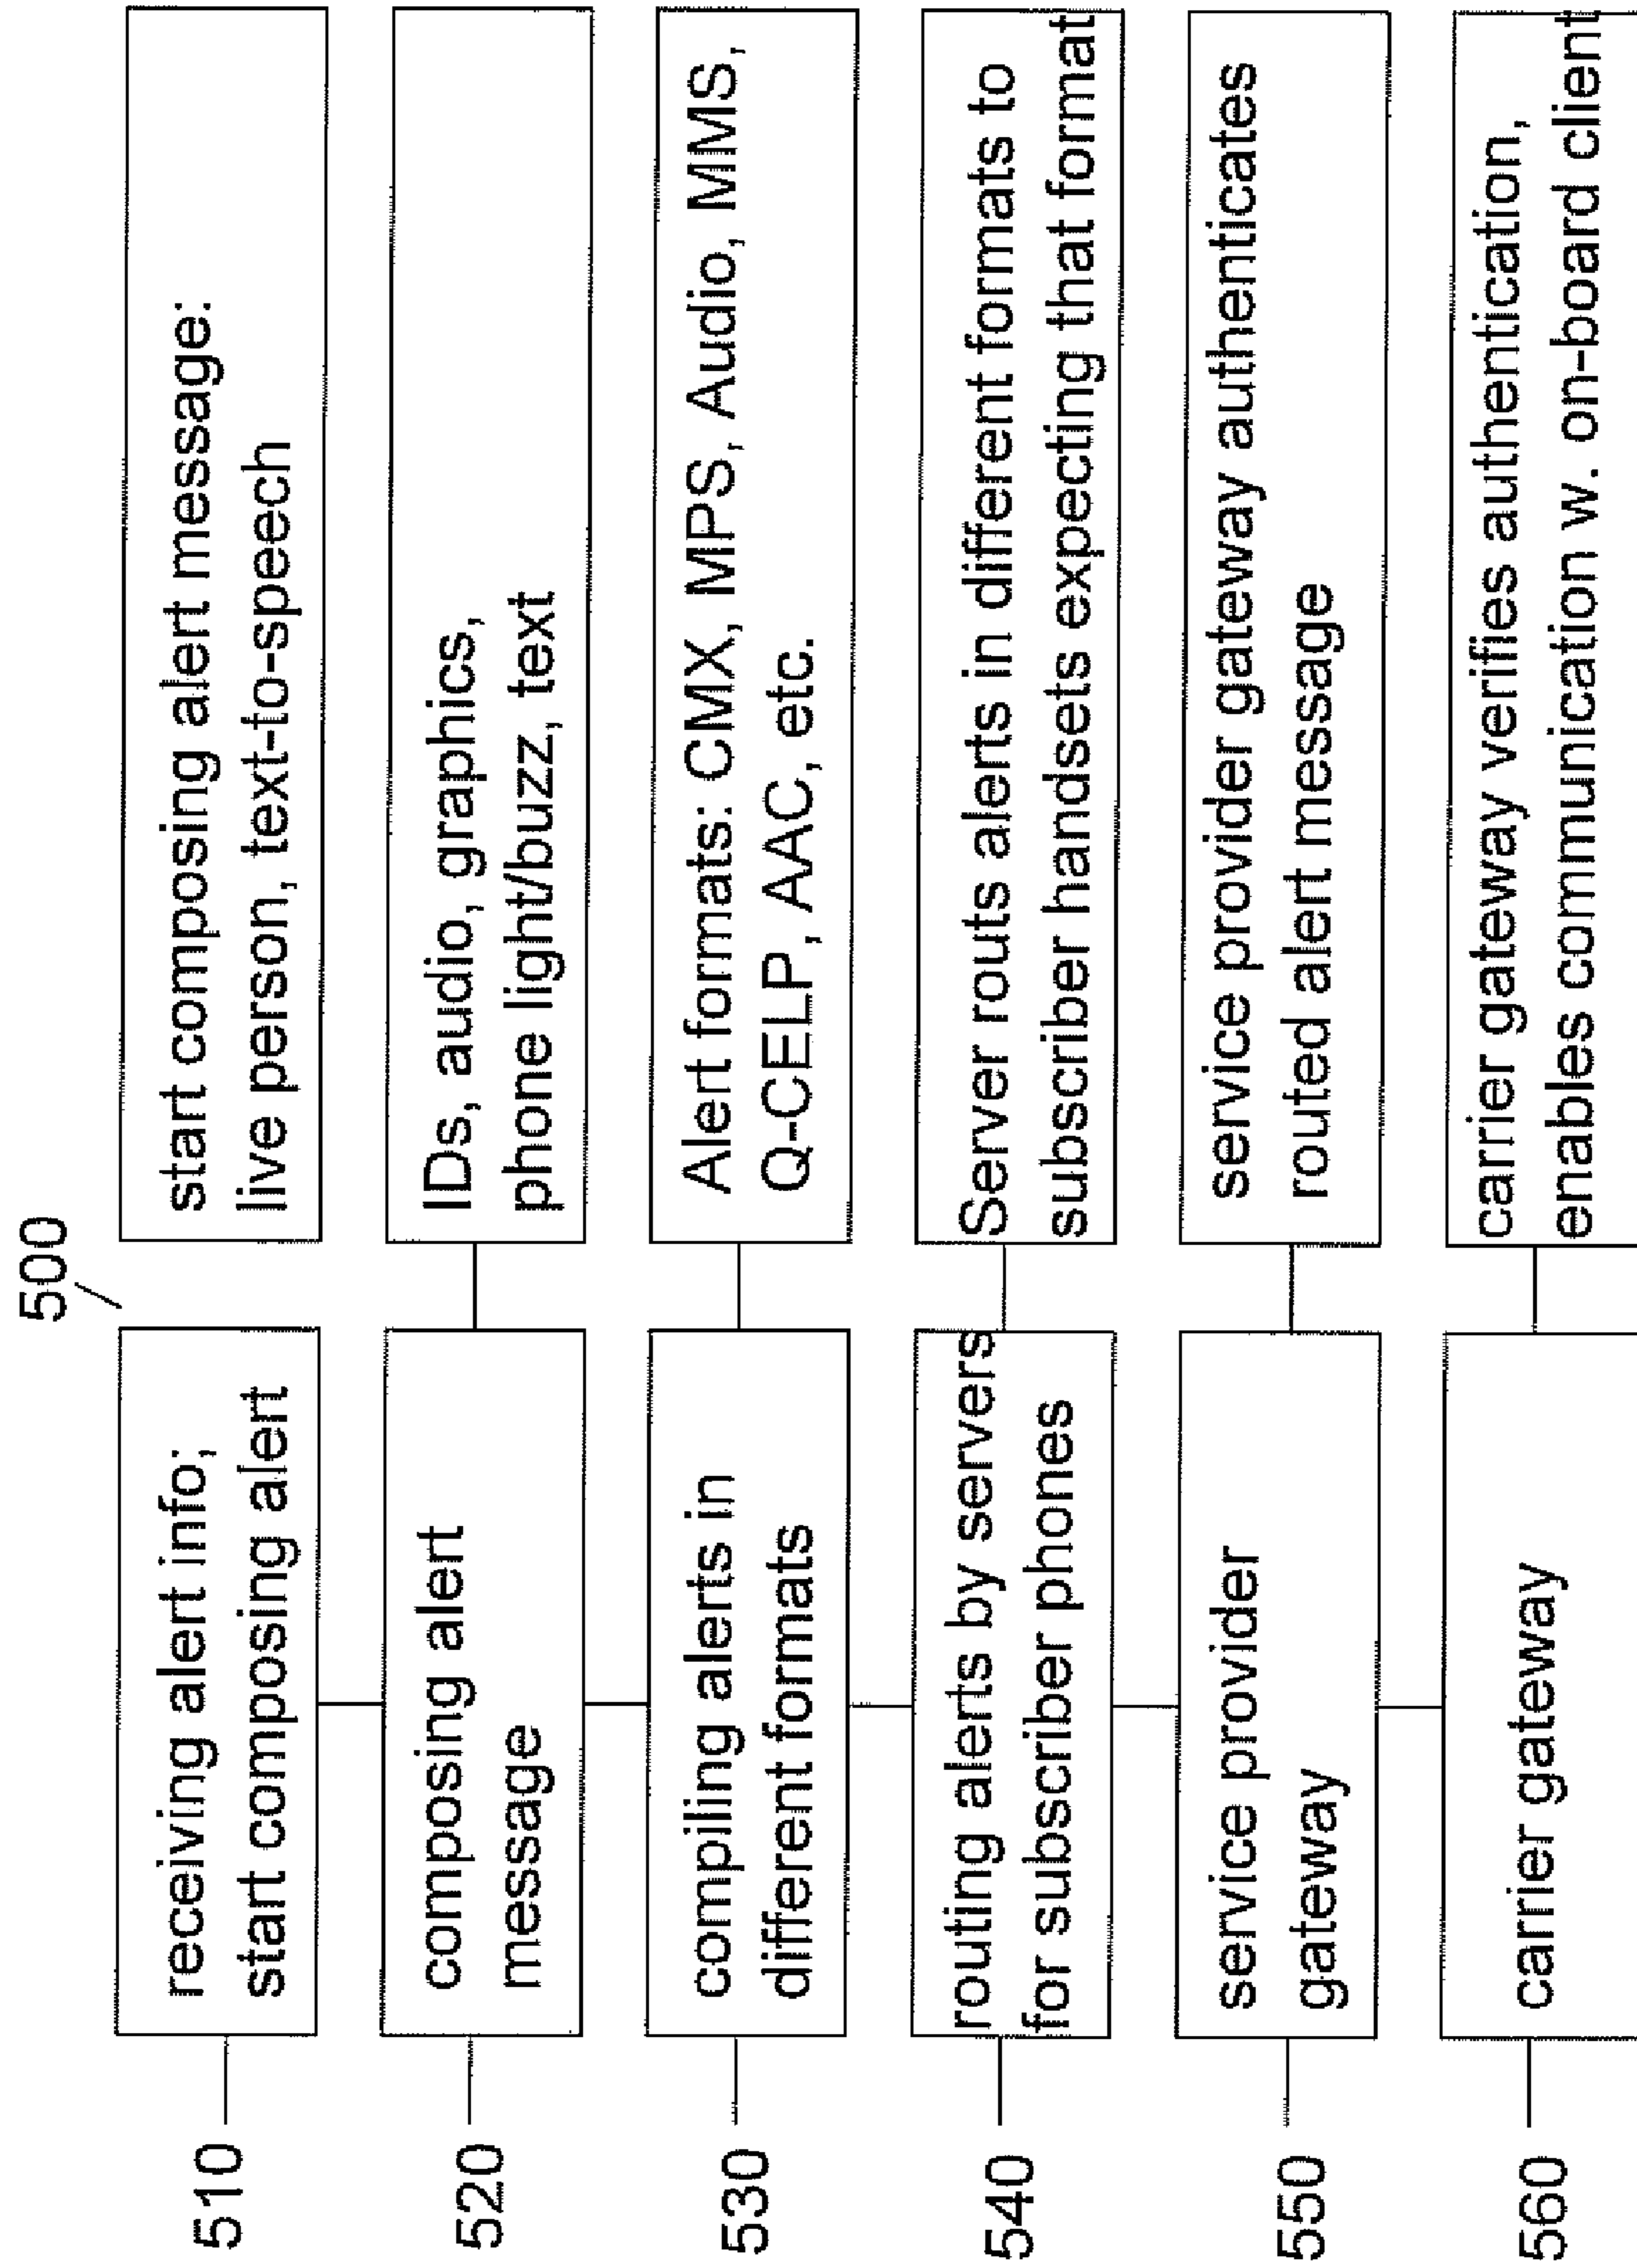 500
510
receiving alert info;
start composing alert
start composing alert message:
live person, text-to-speech
520
composing alert
message
IDs, audio, graphics,
phone light/buzz, text
530
compiling alerts in
different formats
Alert formats: CMX, MPS, Audio, MMS,
Q-CELP, AAC, etc.
540
routing alerts by servers
for subscriber phones
Server routs alerts in different formats to
subscriber handsets expecting that format
550
service provider
gateway
service provider gateway authenticates
routed alert message
560
carrier gateway
carrier gateway verifies authentication,
enables communication w. on-board client